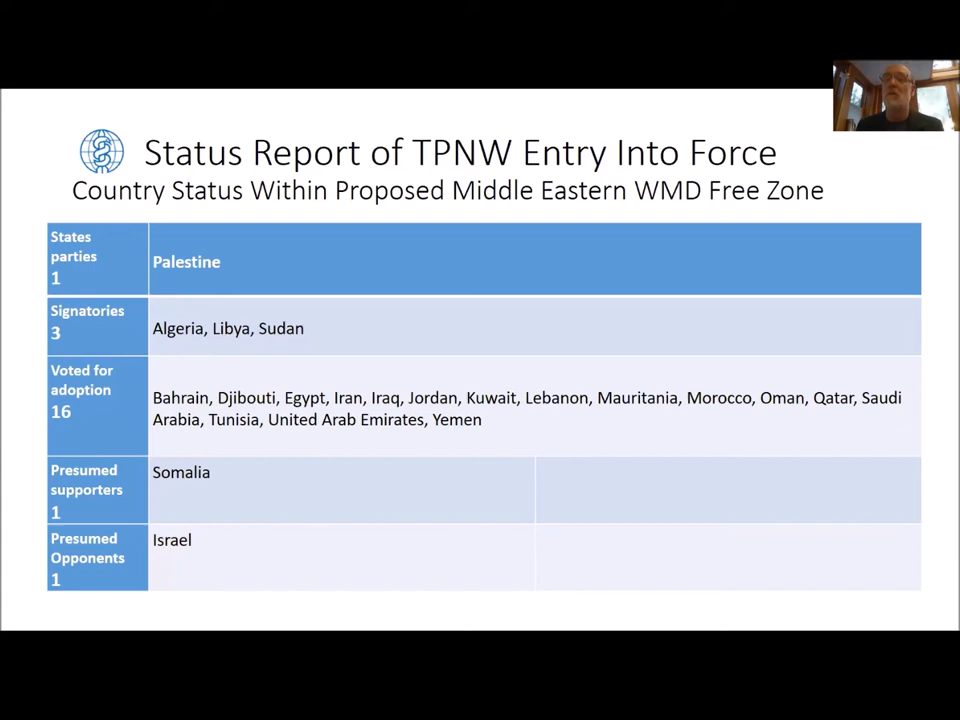 Status Report of TPNW Entry Into Force
Country Status Within Proposed Middle Eastern WMD Free Zone
States
parties
1
Palestine
Signatories
3
Algeria, Libya, Sudan
Voted for
adoption
16
Bahrain, Djibouti, Egypt, Iran, Iraq, Jordan, Kuwait, Lebanon, Mauritania, Morocco, Oman, Qatar, Saudi
Arabia, Tunisia, United Arab Emirates, Yemen
Presumed
supporters
1
Somalia
Presumed
Opponents
1
Israel